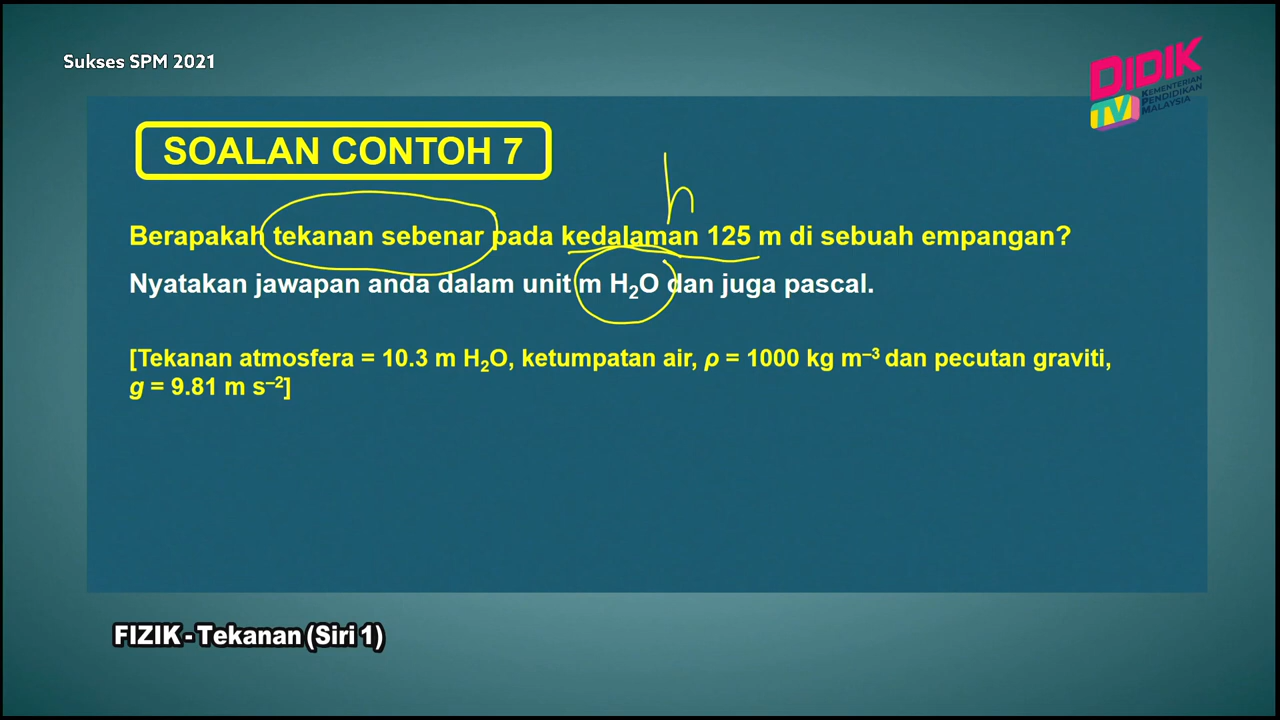 Sukses SPM 2021
DIDIK
TV
KEMENTERIAN
PENDIDIKAN
MALAYSIA
SOALAN CONTOH 7
h
Berapakah tekanan sebenar pada kedalaman 125 m di sebuah empangan?
Nyatakan jawapan anda dalam unit m H₂O dan juga pascal.
[Tekanan atmosfera = 10.3 m H₂O, ketumpatan air, ρ = 1000 kg m⁻³ dan pecutan graviti,
g = 9.81 m s⁻²]
FIZIK - Tekanan (Siri 1)